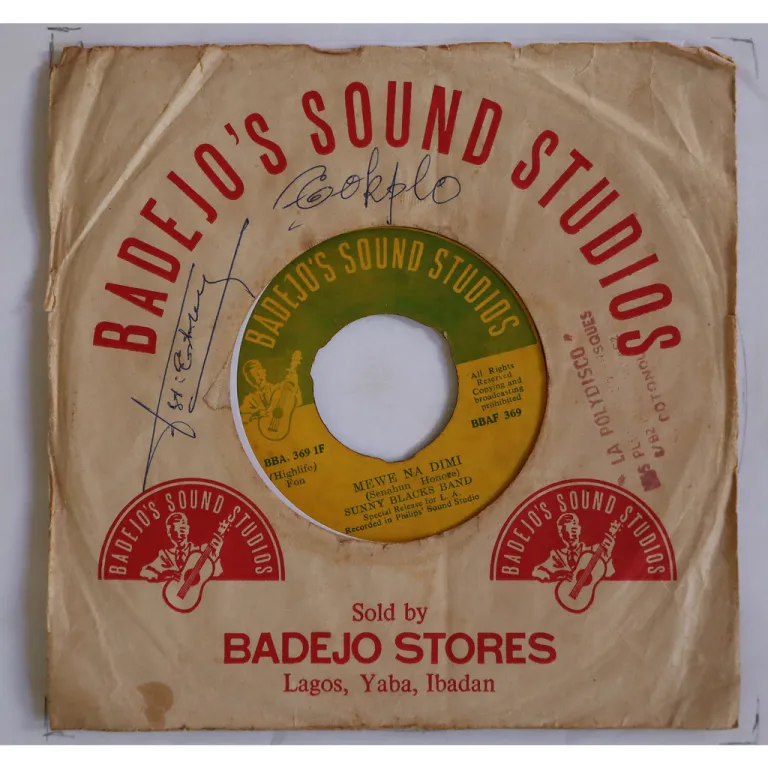 BADEJO'S SOUND STUDIOS
Gokplo
BADEJO'S SOUND STUDIOS
All Rights
Reserved
Copying and
broadcasting
prohibited
BBAF 369
BBA. 369 1F
(Highlife)
Fon
MEWE NA DIMI
(Senahun Honore)
SUNNY BLACKS BAND
Special Release for L. A.
Recorded in Philips' Sound Studio
"LA POLYDISCO"
BADEJO'S SOUND STUDIOS
BADEJO'S SOUND STUDIOS
Sold by
BADEJO STORES
Lagos, Yaba, Ibadan